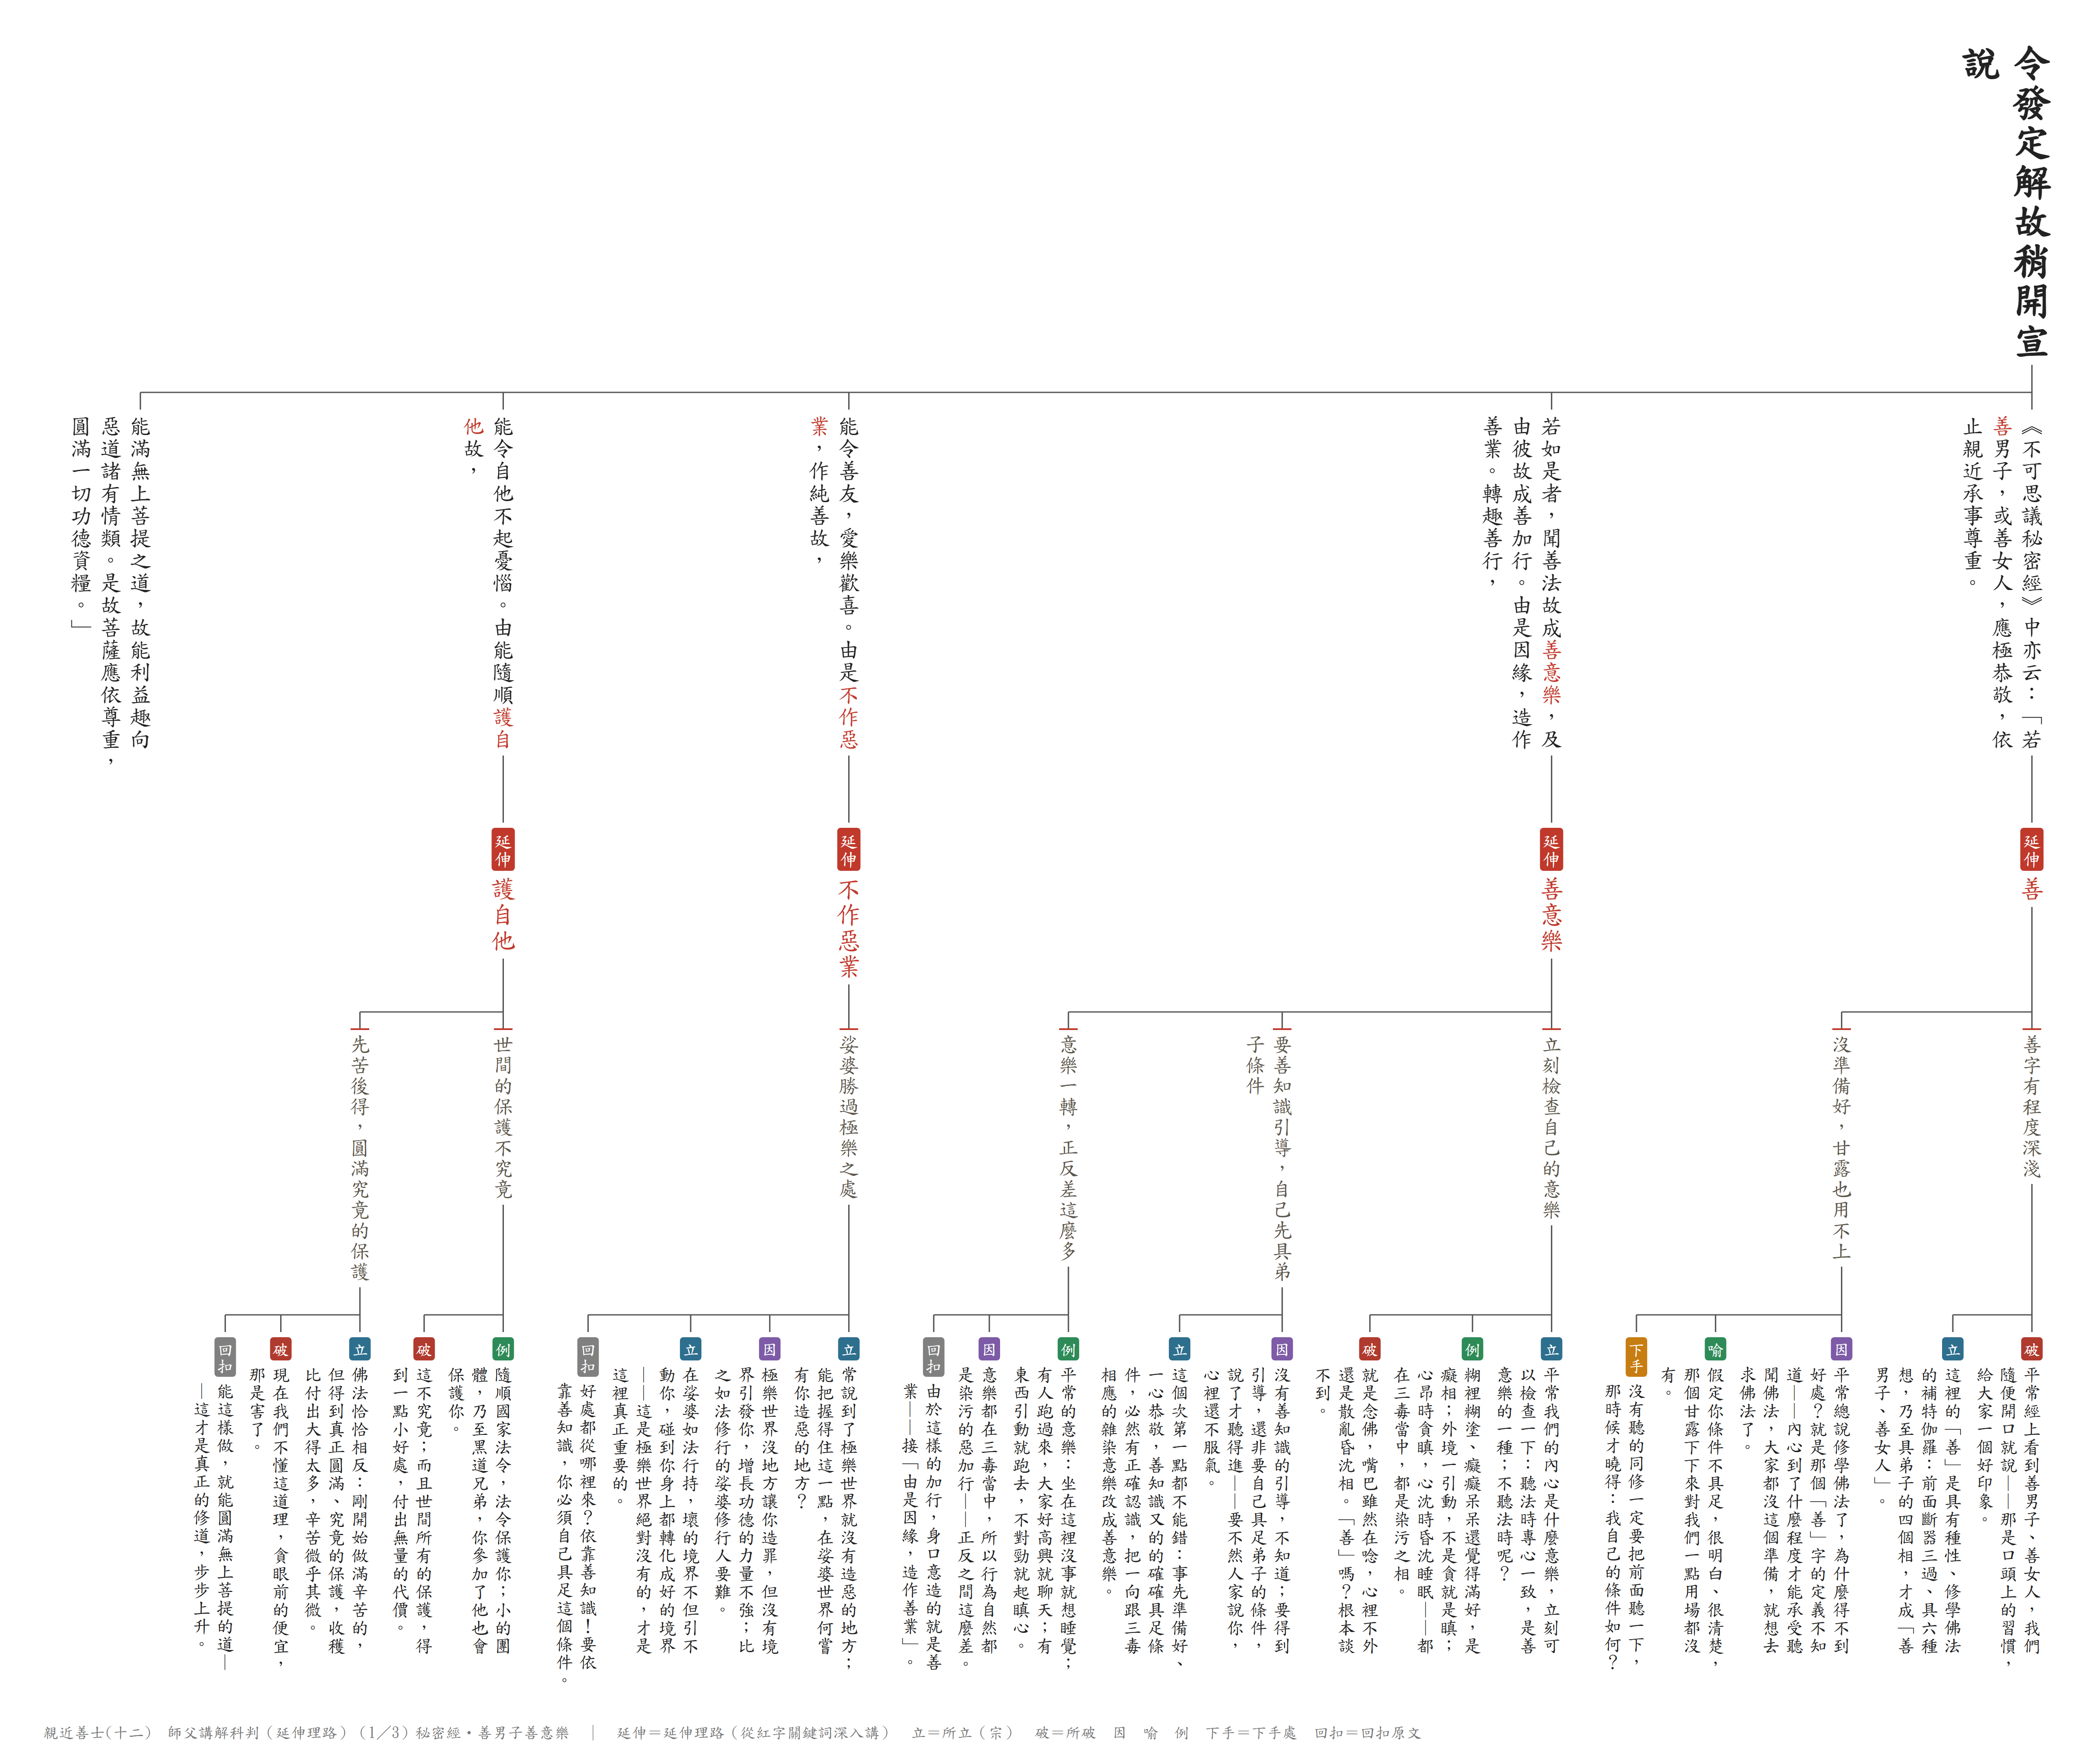 令發定解故稍開宣
說
《不可思議秘密經》中亦云：「若
善男子，或善女人，應極恭敬，依
止親近承事尊重。
若如是者，聞善法故成善意樂，及
由彼故成善加行。由是因緣，造作
善業。轉趣善行，
能令善友，愛樂歡喜。由是不作惡
業，作純善故，
能令自他不起憂惱。由能隨順護自
他故，
能滿無上菩提之道，故能利益趣向
惡道諸有情類。是故菩薩應依尊重，
圓滿一切功德資糧。」
延伸
善
延伸
善意樂
延伸
不作惡業
延伸
護自他
善字有程度深淺
沒準備好，甘露也用不上
立刻檢查自己的意樂
要善知識引導，自己先具弟
子條件
意樂一轉，正反差這麼多
娑婆勝過極樂之處
世間的保護不究竟
先苦後得，圓滿究竟的保護
破
平常經上看到善男子、善女人，我們
隨便開口就說——那是口頭上的習慣，
給大家一個好印象。
立
這裡的「善」是具有種性、修學佛法
的補特伽羅：前面斷器三過、具六種
想，乃至具弟子的四個相，才成「善
男子、善女人」。
因
平常總說修學佛法了，為什麼得不到
好處？就是那個「善」字的定義不知
道——內心到了什麼程度才能承受聽
聞佛法，大家都沒這個準備，就想去
求佛法了。
喻
假定你條件不具足，很明白、很清楚，
那個甘露下下來對我們一點用場都沒
有。
下手
沒有聽的同修一定要把前面聽一下，
那時候才曉得：我自己的條件如何？
立
平常我們的內心是什麼意樂，立刻可
以檢查一下：聽法時專心一致，是善
意樂的一種；不聽法時呢？
例
糊裡糊塗、癡癡呆呆還覺得滿好，是
癡相；外境一引動，不是貪就是瞋；
心昂時貪瞋，心沈時昏沈睡眠——都
在三毒當中，都是染污之相。
破
就是念佛，嘴巴雖然在唸，心裡不外
還是散亂昏沈相。「善」嗎？根本談
不到。
因
沒有善知識的引導，不知道；要得到
引導，還非要自己具足弟子的條件，
說了才聽得進——要不然人家說你，
心裡還不服氣。
立
這個次第一點都不能錯：事先準備好、
一心恭敬，善知識又的的確確具足條
件，必然有正確認識，把一向跟三毒
相應的雜染意樂改成善意樂。
例
平常的意樂：坐在這裡沒事就想睡覺；
有人跑過來，大家好高興就聊天；有
東西引動就跑去，不對勁就起瞋心。
因
意樂都在三毒當中，所以行為自然都
是染污的惡加行——正反之間這麼差。
回扣
由於這樣的加行，身口意造的就是善
業——接「由是因緣，造作善業」。
立
常說到了極樂世界就沒有造惡的地方；
能把握得住這一點，在娑婆世界何嘗
有你造惡的地方？
因
極樂世界沒地方讓你造罪，但沒有境
界引發你，增長功德的力量不強；比
之如法修行的娑婆修行人要難。
立
在娑婆如法行持，壞的境界不但引不
動你，碰到你身上都轉化成好的境界
——這是極樂世界絕對沒有的，才是
這裡真正重要的。
回扣
好處都從哪裡來？依靠善知識！要依
靠善知識，你必須自己具足這個條件。
例
隨順國家法令，法令保護你；小的團
體，乃至黑道兄弟，你參加了他也會
保護你。
破
這不究竟；而且世間所有的保護，得
到一點小好處，付出無量的代價。
立
佛法恰恰相反：剛開始做滿辛苦的，
但得到真正圓滿、究竟的保護，收穫
比付出大得太多，辛苦微乎其微。
破
現在我們不懂這道理，貪眼前的便宜，
那是害了。
回扣
能這樣做，就能圓滿無上菩提的道—
—這才是真正的修道，步步上升。
親近善士(十二)　師父講解科判（延伸理路）（1／3）秘密經・善男子善意樂　｜　延伸＝延伸理路（從紅字關鍵詞深入講）　立＝所立（宗）　破＝所破　因　喻　例　下手＝下手處　回扣＝回扣原文